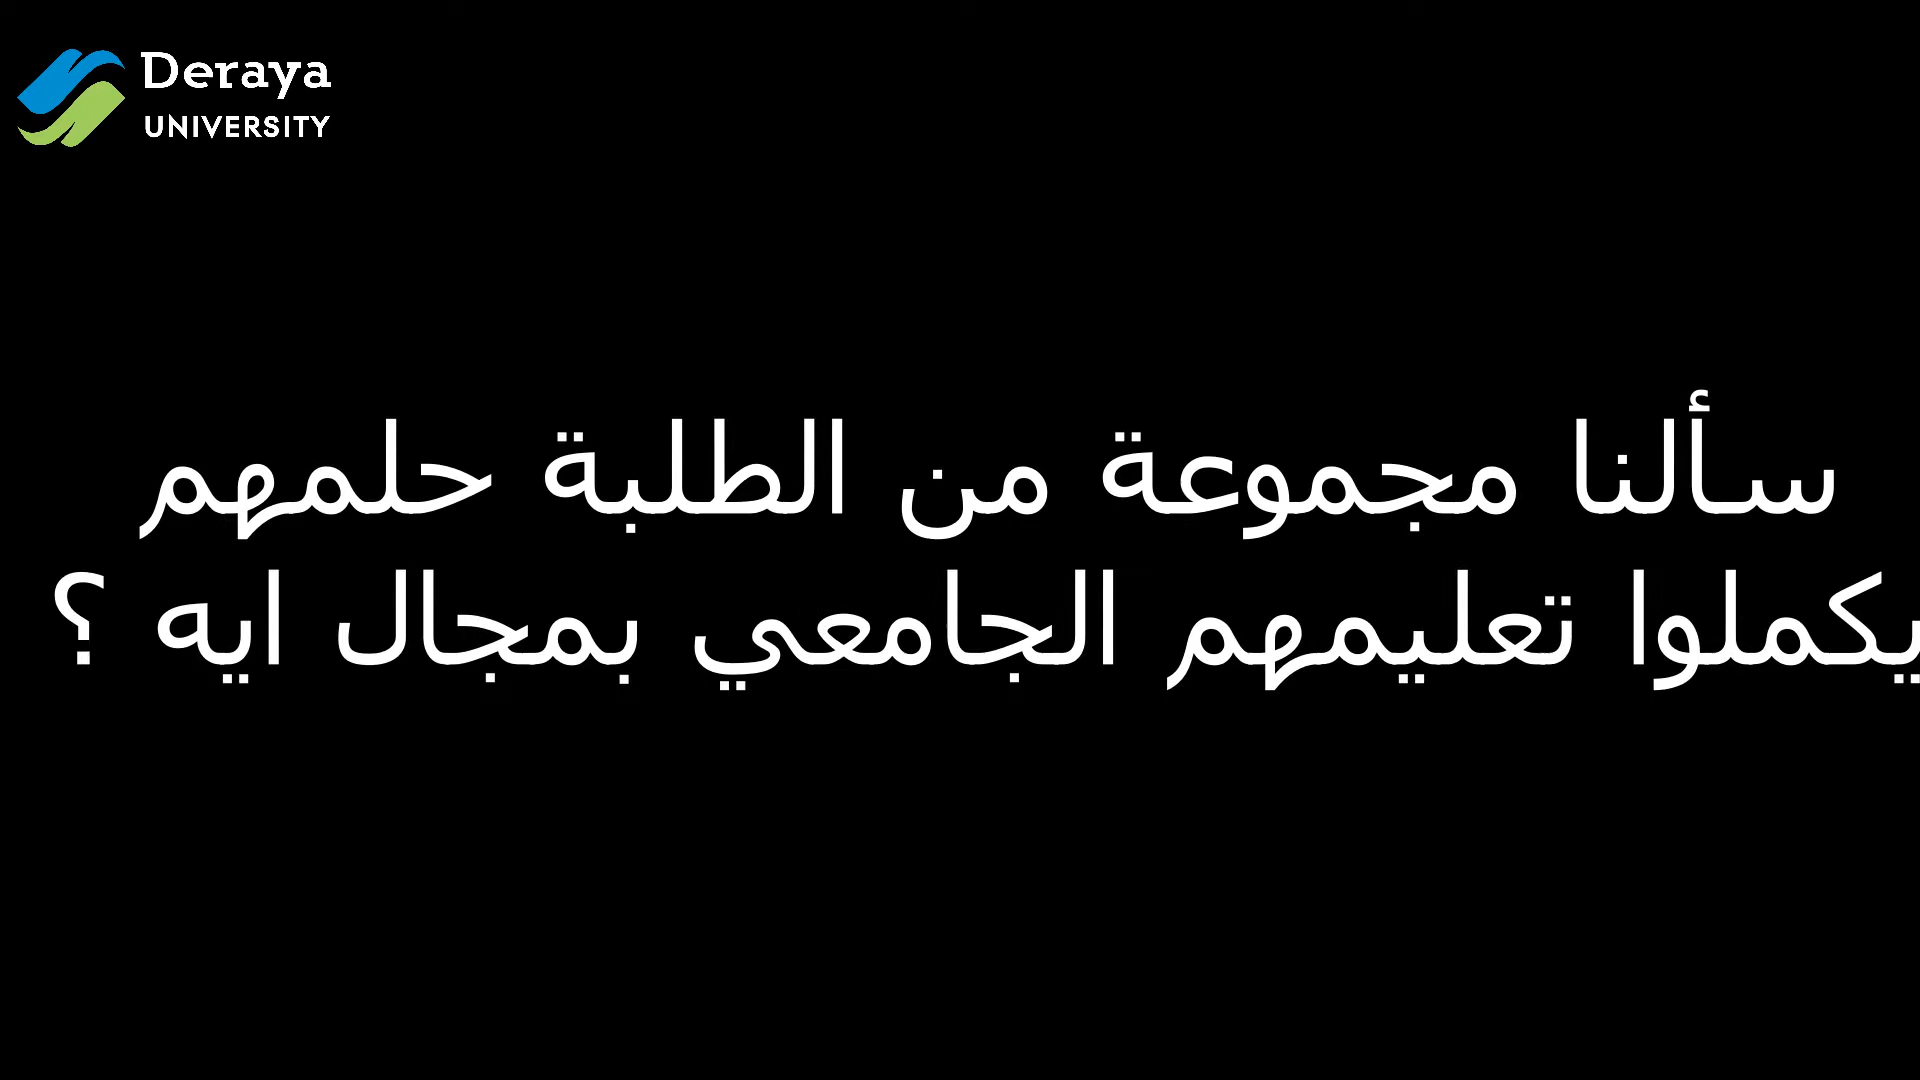 Deraya
UNIVERSITY
سألنا مجموعة من الطلبة حلمهم
يكملوا تعليمهم الجامعي بمجال ايه ؟